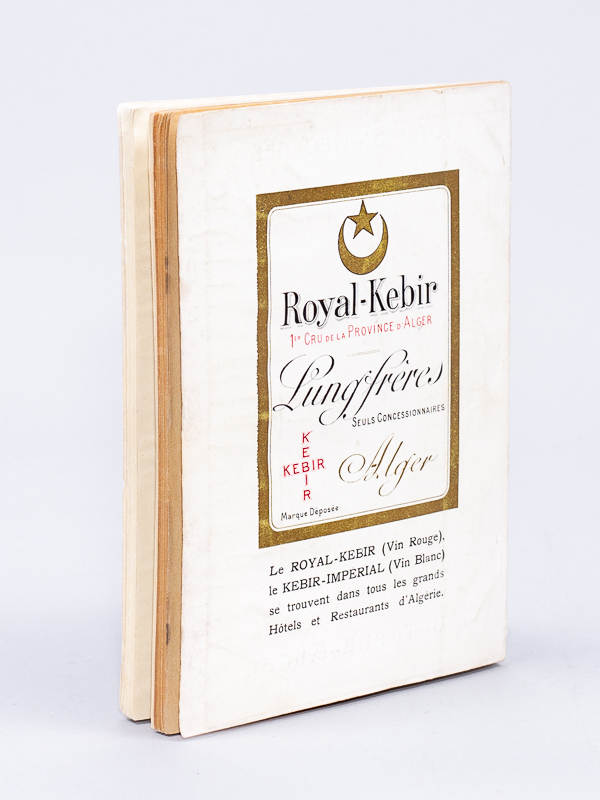 Royal-Kebir
1er CRU DE LA PROVINCE D'ALGER
Lung frères
SEULS CONCESSIONNAIRES
KEBIR
KEBIR
Alger
Marque Déposée
Le ROYAL-KEBIR (Vin Rouge),
le KEBIR-IMPERIAL (Vin Blanc)
se trouvent dans tous les grands
Hôtels et Restaurants d'Algérie.